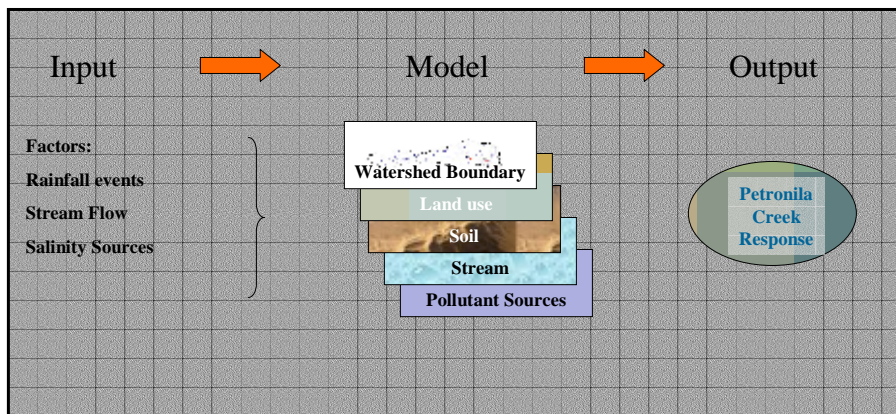 Input
Model
Output
Factors:
Rainfall events
Stream Flow
Salinity Sources
Watershed Boundary
Land use
Soil
Stream
Pollutant Sources
Petronila
Creek
Response